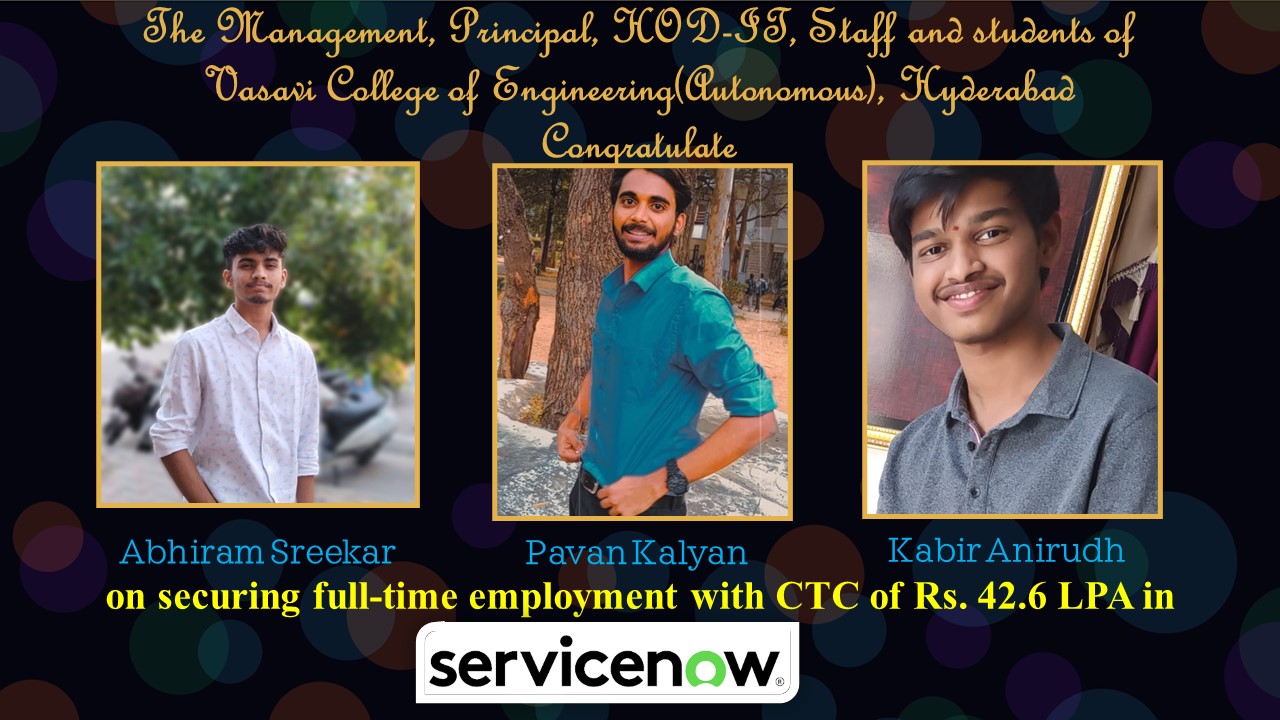 The Management, Principal, HOD-IT, Staff and students of
Vasavi College of Engineering(Autonomous), Hyderabad
Congratulate
Abhiram Sreekar
Pavan Kalyan
Kabir Anirudh
on securing full-time employment with CTC of Rs. 42.6 LPA in
servicenow®